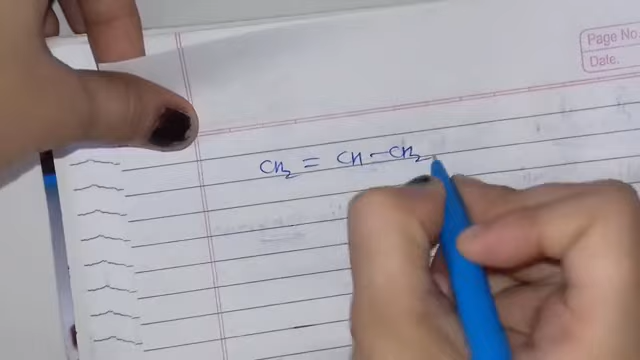 Page No.
Date.
CH₂ = CH - CH₂